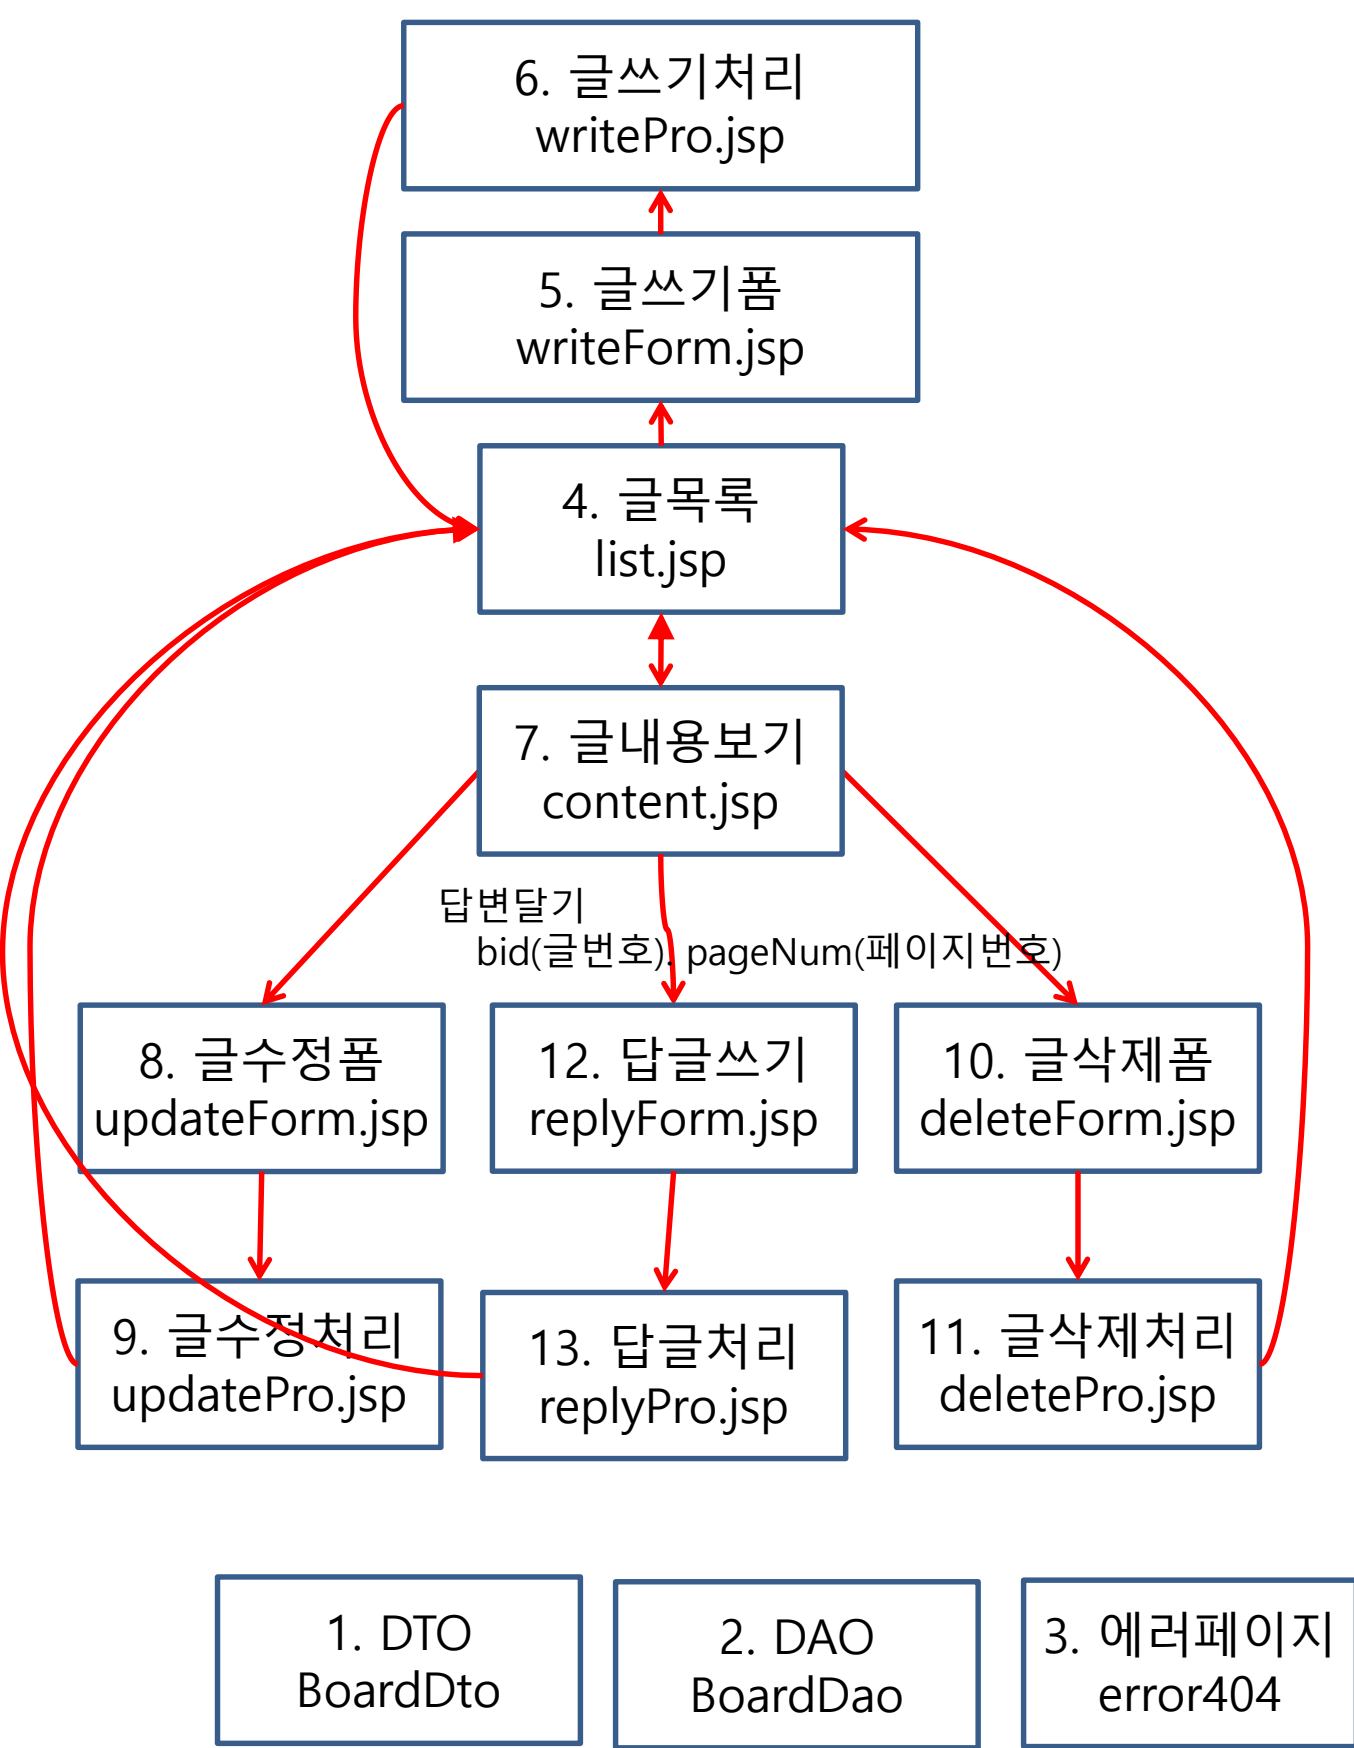 6. 글쓰기처리
writePro.jsp
5. 글쓰기폼
writeForm.jsp
4. 글목록
list.jsp
7. 글내용보기
content.jsp
답변달기
bid(글번호). pageNum(페이지번호)
8. 글수정폼
updateForm.jsp
12. 답글쓰기
replyForm.jsp
10. 글삭제폼
deleteForm.jsp
9. 글수정처리
updatePro.jsp
13. 답글처리
replyPro.jsp
11. 글삭제처리
deletePro.jsp
1. DTO
BoardDto
2. DAO
BoardDao
3. 에러페이지
error404